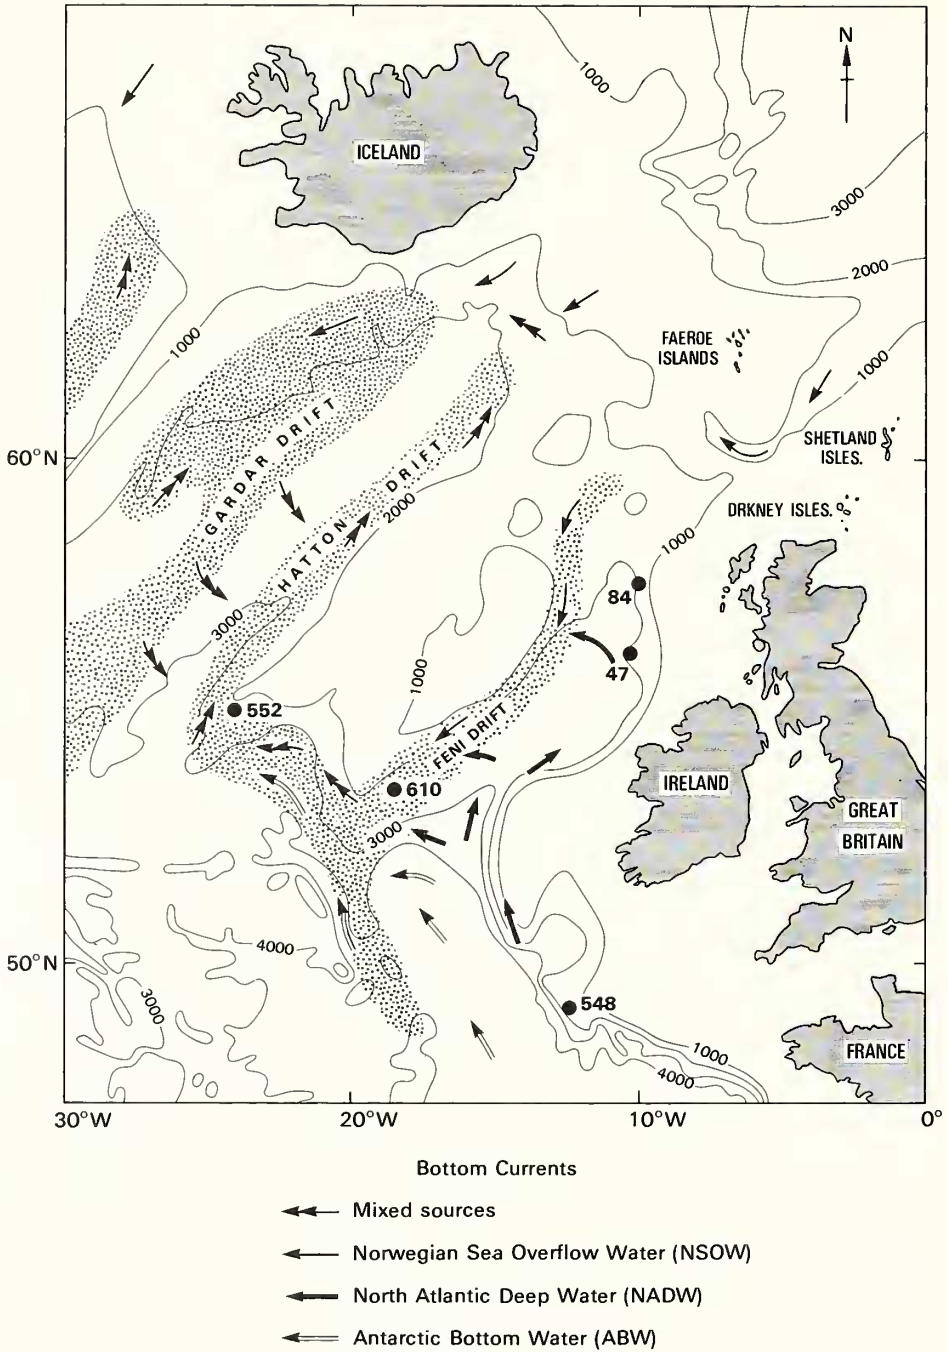 N
1000
ICELAND
3000
2000
1000
FAEROE
ISLANDS
1000
SHETLAND
ISLES.
60°N
GARDAR DRIFT
HATTON DRIFT
2000
DRKNEY ISLES.
1000
84
3000
47
1000
552
FENI DRIFT
610
IRELAND
GREAT
BRITAIN
3000
4000
50°N
3000
548
1000
4000
FRANCE
30°W
20°W
10°W
0°
Bottom Currents
Mixed sources
Norwegian Sea Overflow Water (NSOW)
North Atlantic Deep Water (NADW)
Antarctic Bottom Water (ABW)